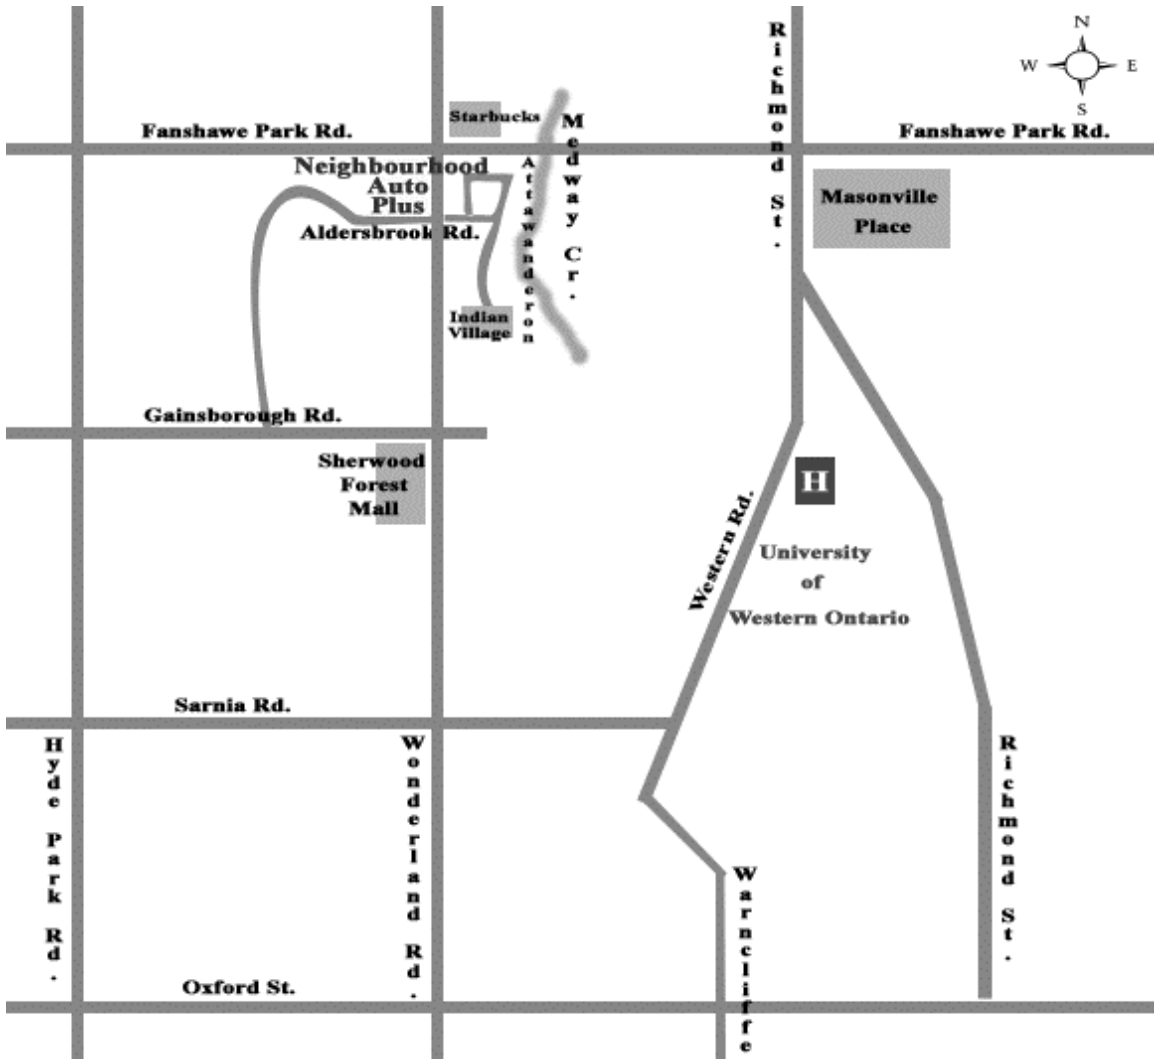 N
W E
S
Richmond St.
Starbucks
Medway Cr.
Fanshawe Park Rd.
Fanshawe Park Rd.
Neighbourhood
Auto
Plus
Attawanderon
Masonville
Place
Aldersbrook Rd.
Indian
Village
Gainsborough Rd.
Sherwood
Forest
Mall
H
Western Rd.
University
of
Western Ontario
Sarnia Rd.
Hyde Park Rd.
Wonderland Rd.
Richmond St.
Warncliffe
Oxford St.